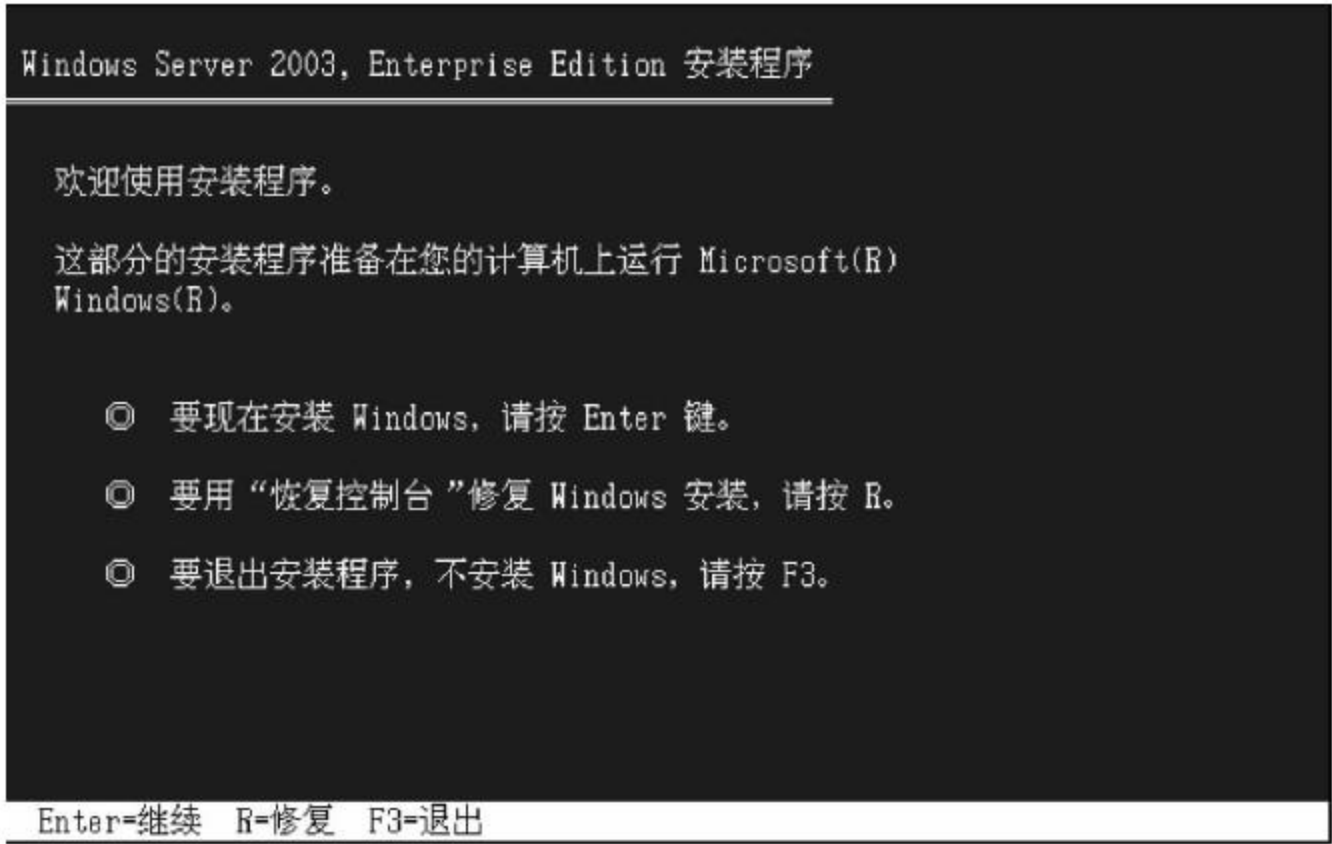 Windows Server 2003, Enterprise Edition 安装程序
欢迎使用安装程序。
这部分的安装程序准备在您的计算机上运行 Microsoft(R)
Windows(R)。
◎ 要现在安装 Windows, 请按 Enter 键。
◎ 要用“恢复控制台”修复 Windows 安装, 请按 R。
◎ 要退出安装程序, 不安装 Windows, 请按 F3。
Enter=继续 R=修复 F3=退出